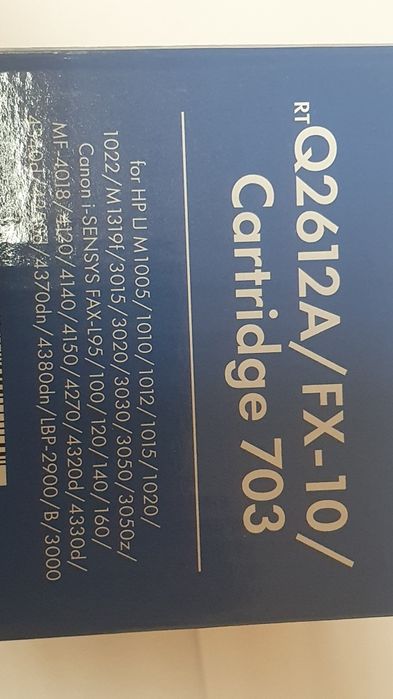 RTQ2612A/FX-10/
Cartridge 703
for HP LJ M1005/1010/1012/1015/1020/
1022/M1319f/3015/3020/3030/3050/3050z/
Canon i-SENSYS FAX-L95/100/120/140/160/
MF-4018/4120/4140/4150/4270/4320d/4330d/
4370dn/4380dn/LBP-2900/B/3000